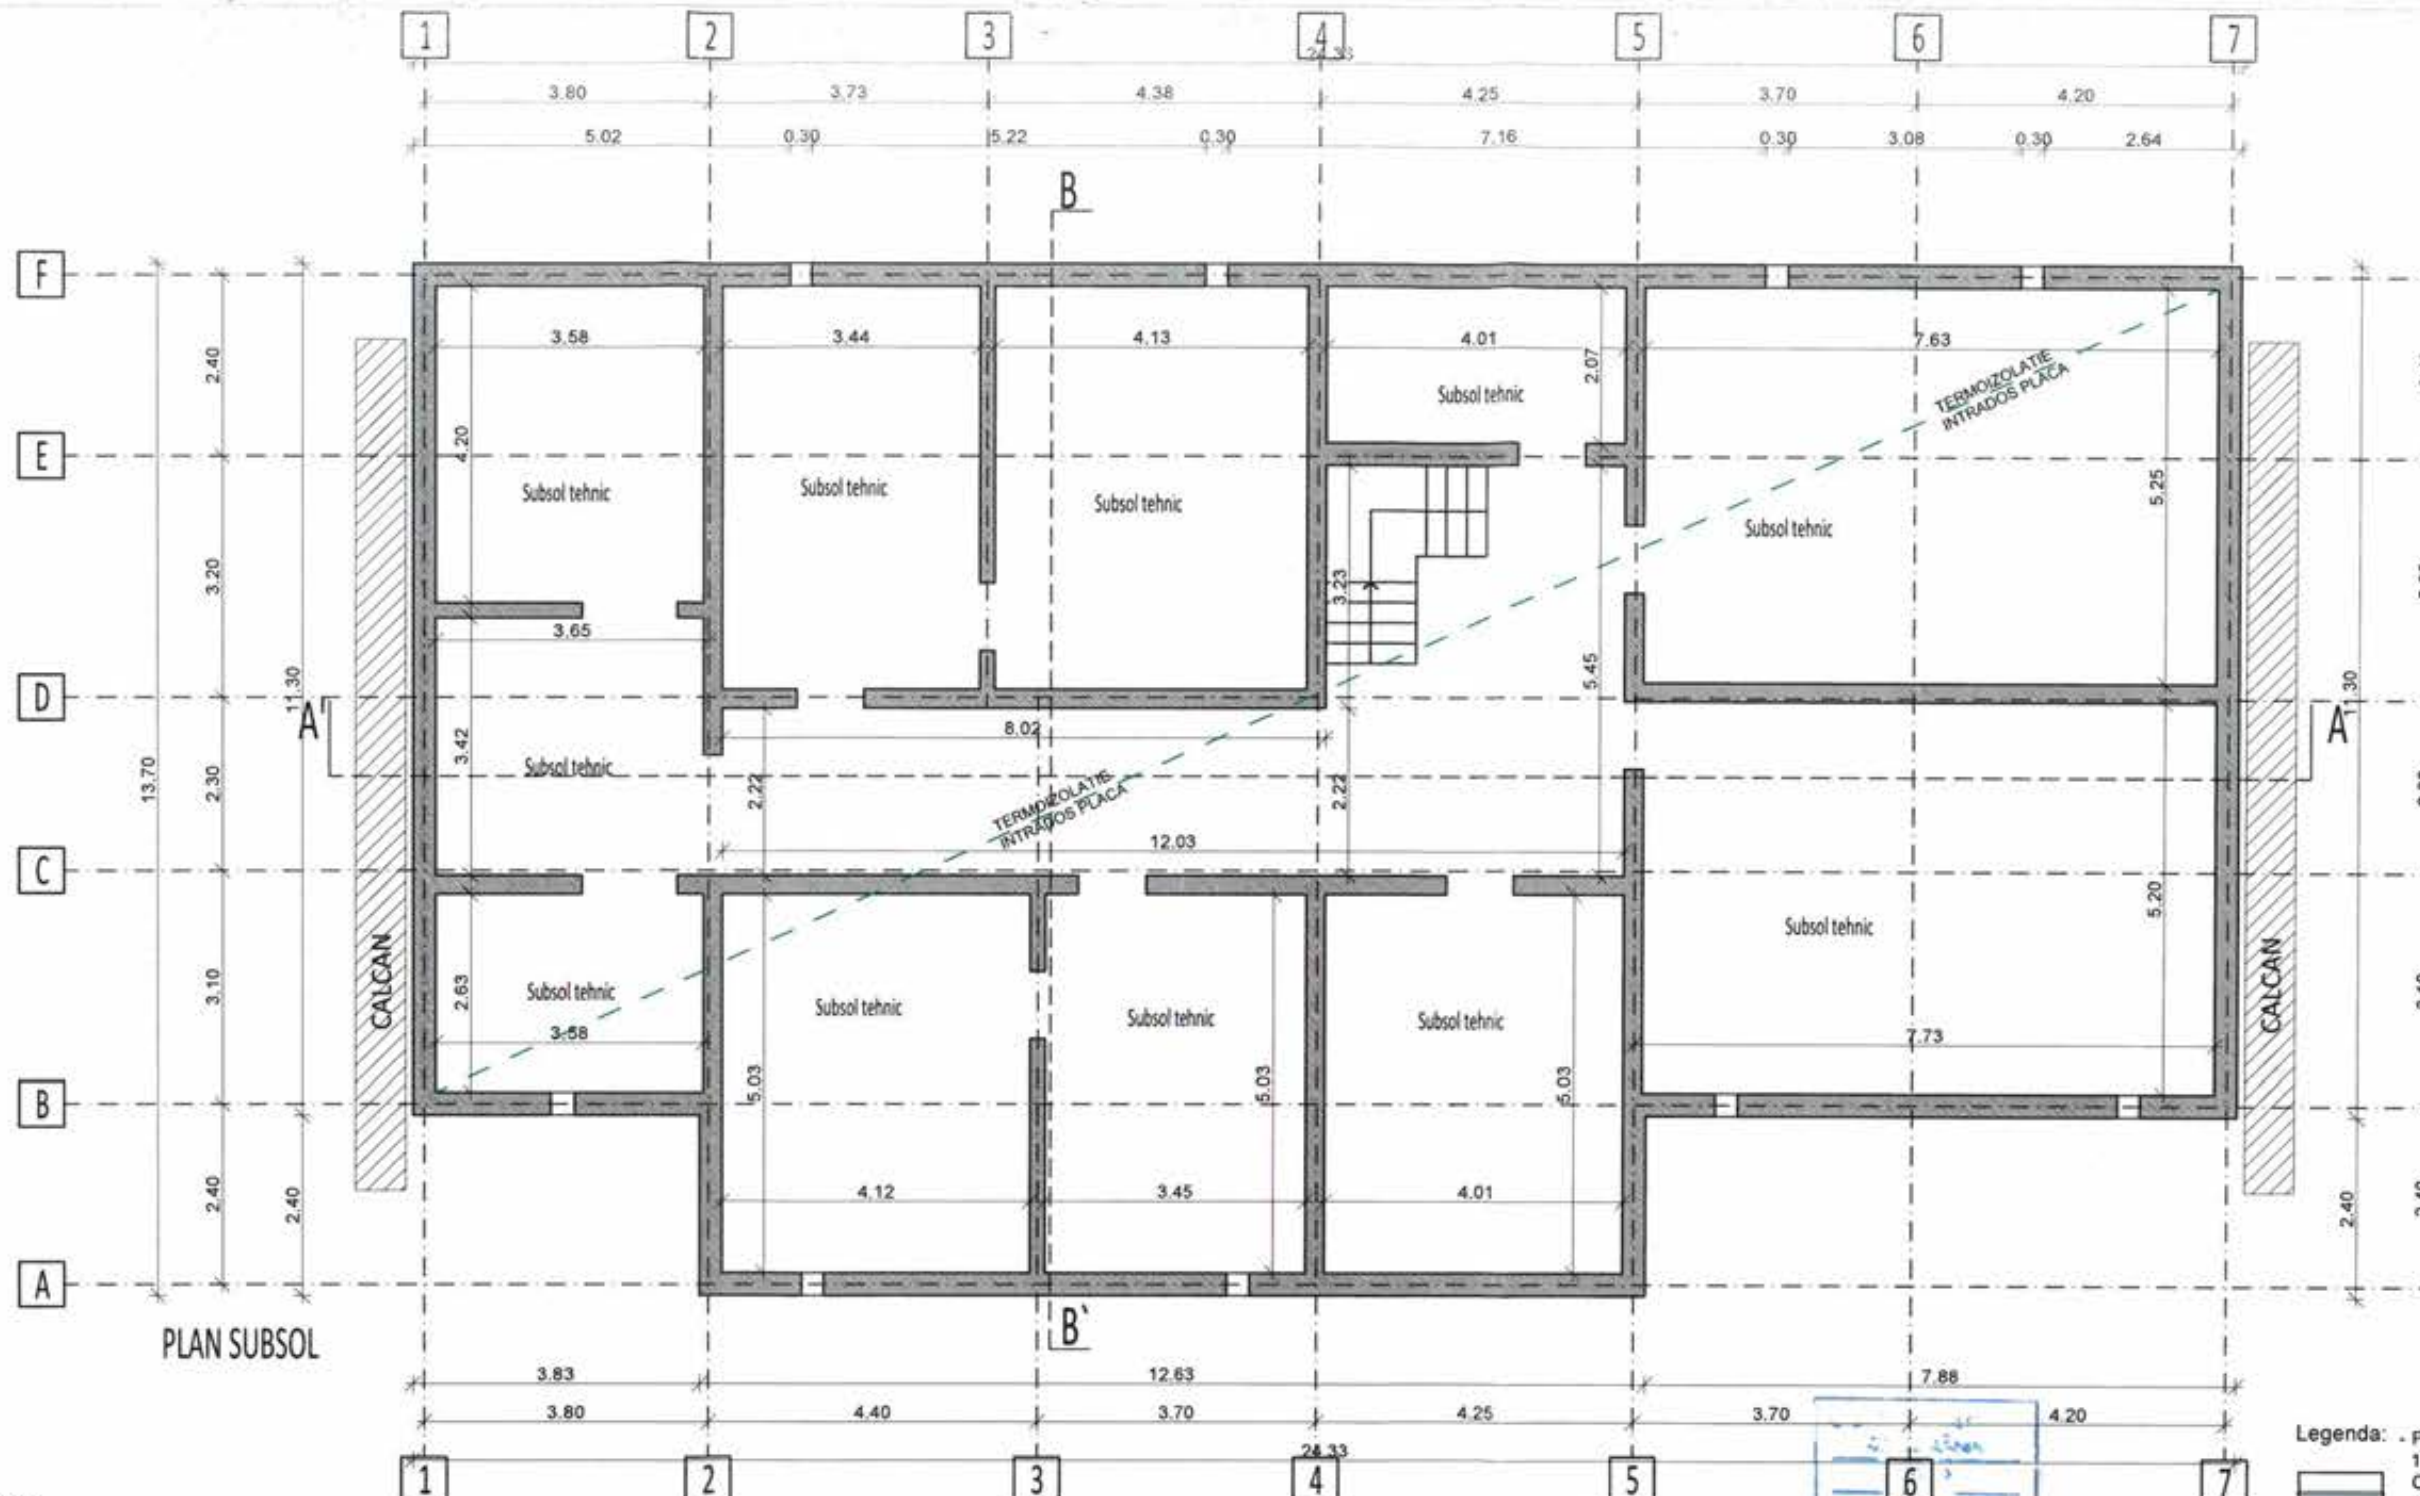 1 2 3 4 5 6 7
3.80 3.73 4.38 4.25 3.70 4.20
5.02 0.30 5.22 0.30 7.16 0.30 3.08 0.30 2.64
B
F
3.58 3.44 4.13 4.01 7.63
2.40
2.07
TERMOIZOLATIE
INTRADOS PLACA
Subsol tehnic
4.20
E
5.25
Subsol tehnic Subsol tehnic Subsol tehnic Subsol tehnic
3.20
3.23
3.65
5.45
11.30
11.30
D
A' A
8.02
3.42
Subsol tehnic
13.70
2.30
2.22 2.22
TERMOIZOLATIE
INTRADOS PLACA
12.03
C
5.20
Subsol tehnic
CALCAN CALCAN
3.10
2.63
Subsol tehnic Subsol tehnic Subsol tehnic Subsol tehnic
3.58 7.73
5.03 5.03 5.03
B
2.40 2.40 2.40
4.12 3.45 4.01
A
B`
PLAN SUBSOL
3.83 12.63 7.88
3.80 4.40 3.70 4.25 3.70 4.20
Legenda:
1 2 3 4 5 6 7